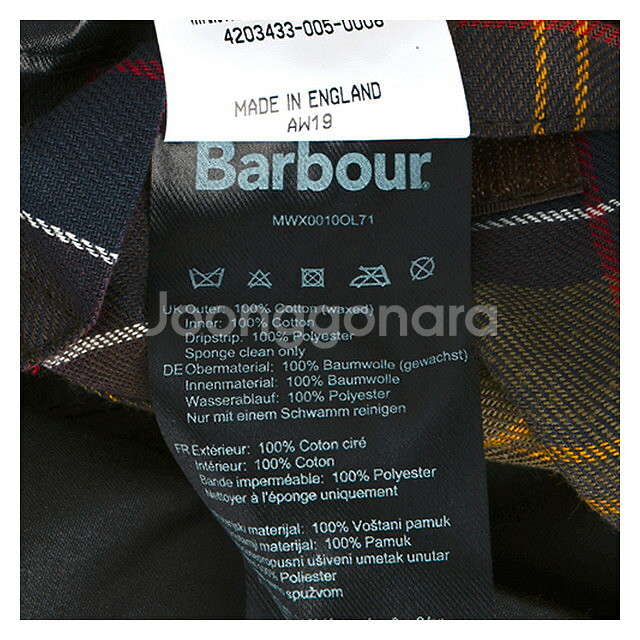 4203433-005-0008
MADE IN ENGLAND
AW19
Barbour
MWX0010OL71
UK Outer: 100% Cotton (waxed)
Inner: 100% Cotton
Dripstrip: 100% Polyester
Sponge clean only
Joonggonara
DE Obermaterial: 100% Baumwolle (gewachst)
Innenmaterial: 100% Baumwolle
Wasserablauf: 100% Polyester
Nur mit einem Schwamm reinigen
FR Extérieur: 100% Coton ciré
Intérieur: 100% Coton
Bande imperméable: 100% Polyester
Nettoyer à l'éponge uniquement
materijal: 100% Voštani pamuk
materijal: 100% Pamuk
ušiveni umetak unutar
Poliester